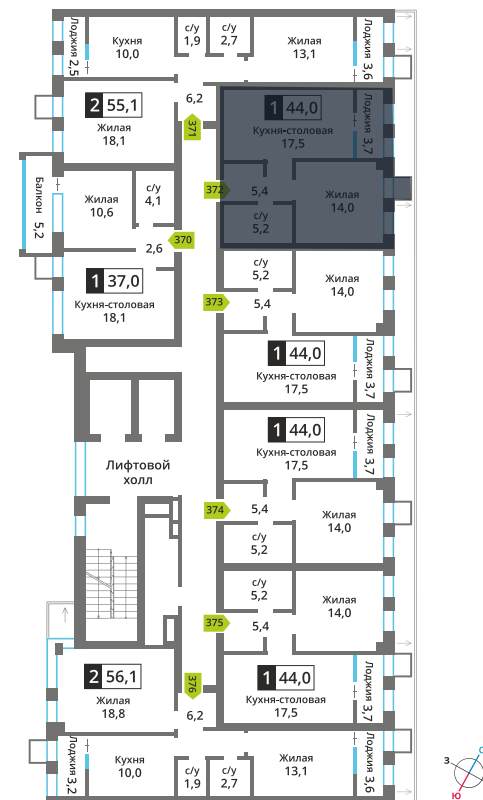 Лоджия 2,5
Кухня
10,0
с/у
1,9
с/у
2,7
Жилая
13,1
Лоджия 3,6
2 55,1
Жилая
18,1
6,2
371
1 44,0
Кухня-столовая
17,5
Лоджия 3,7
372
5,4
с/у
5,2
Жилая
14,0
Балкон 5,2
Жилая
10,6
с/у
4,1
2,6
370
1 37,0
Кухня-столовая
18,1
с/у
5,2
Жилая
14,0
373
5,4
1 44,0
Кухня-столовая
17,5
Лоджия 3,7
1 44,0
Кухня-столовая
17,5
Лоджия 3,7
Лифтовой
холл
374
5,4
Жилая
14,0
с/у
5,2
с/у
5,2
Жилая
14,0
375
5,4
2 56,1
Жилая
18,8
376
6,2
1 44,0
Кухня-столовая
17,5
Лоджия 3,7
Лоджия 3,2
Кухня
10,0
с/у
1,9
с/у
2,7
Жилая
13,1
Лоджия 3,6
С
З
Ю